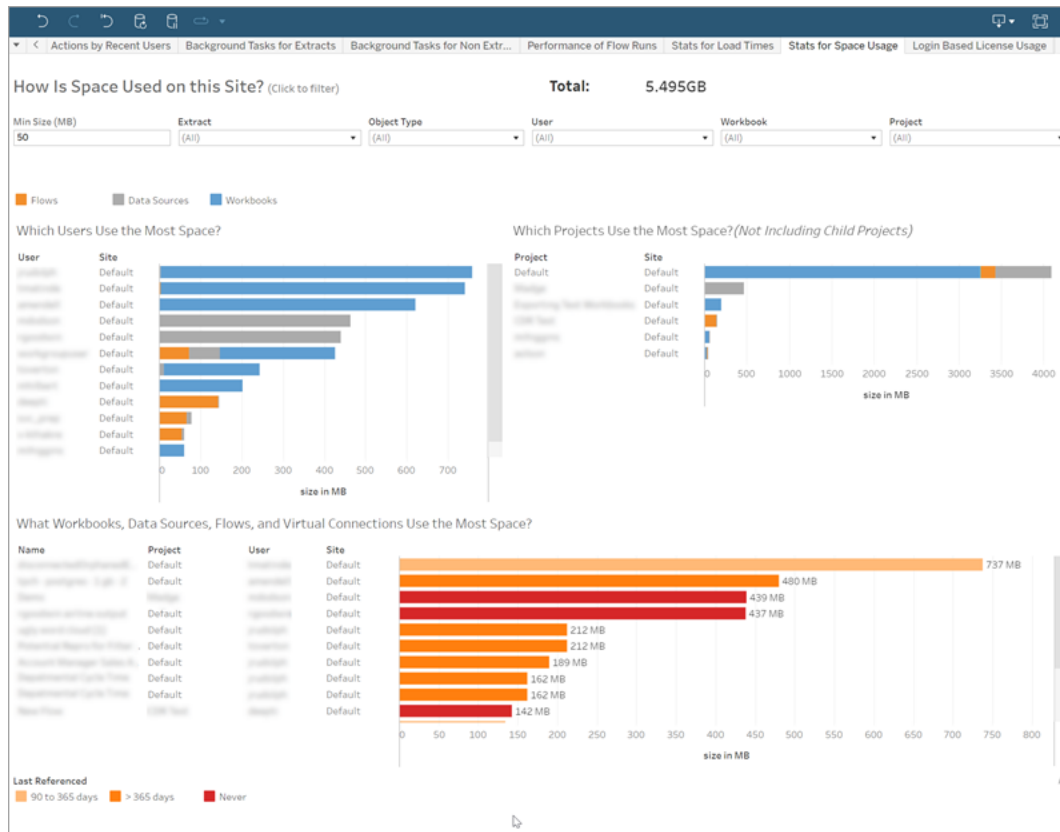 Actions by Recent Users Background Tasks for Extracts Background Tasks for Non Extr... Performance of Flow Runs Stats for Load Times Stats for Space Usage Login Based License Usage
How Is Space Used on this Site? (Click to filter) Total: 5.495GB
Min Size (MB) Extract Object Type User Workbook Project
50 (All) (All) (All) (All) (All)
Flows Data Sources Workbooks
Which Users Use the Most Space?
User Site
Default
Default
Default
Default
Default
Default
Default
Default
Default
Default
Default
Default
0 100 200 300 400 500 600 700
size in MB
Which Projects Use the Most Space?(Not Including Child Projects)
Project Site
Default Default
Default
Default
Default
Default
Default
0 500 1000 1500 2000 2500 3000 3500 4000
size in MB
What Workbooks, Data Sources, Flows, and Virtual Connections Use the Most Space?
Name Project User Site
Default Default 737 MB
Default Default 480 MB
Default 439 MB
Default Default 437 MB
Default Default 212 MB
Default Default 212 MB
Default Default 189 MB
Default Default 162 MB
Default Default 162 MB
Default 142 MB
0 50 100 150 200 250 300 350 400 450 500 550 600 650 700 750 800
size in MB
Last Referenced
90 to 365 days > 365 days Never